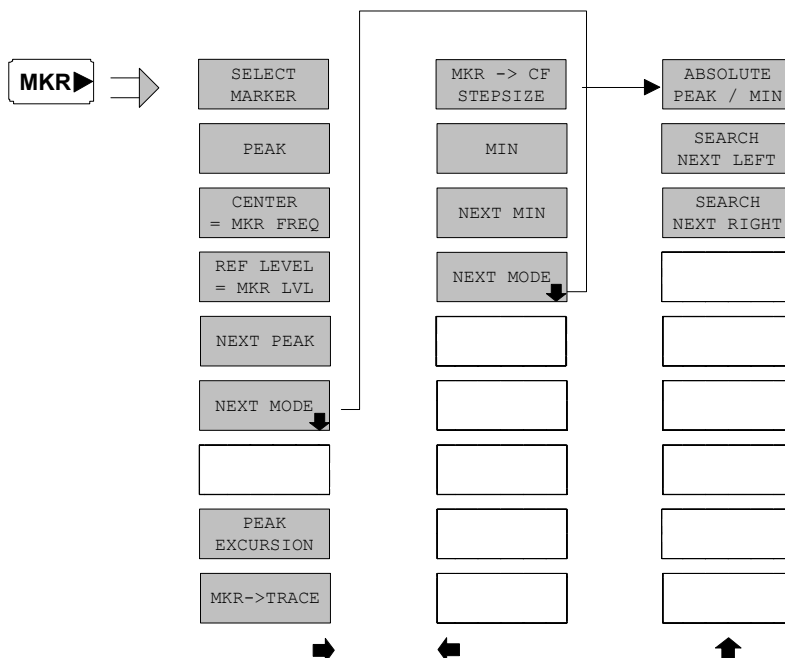 MKR
SELECT
MARKER
PEAK
CENTER
= MKR FREQ
REF LEVEL
= MKR LVL
NEXT PEAK
NEXT MODE
PEAK
EXCURSION
MKR->TRACE
MKR -> CF
STEPSIZE
MIN
NEXT MIN
NEXT MODE
ABSOLUTE
PEAK / MIN
SEARCH
NEXT LEFT
SEARCH
NEXT RIGHT